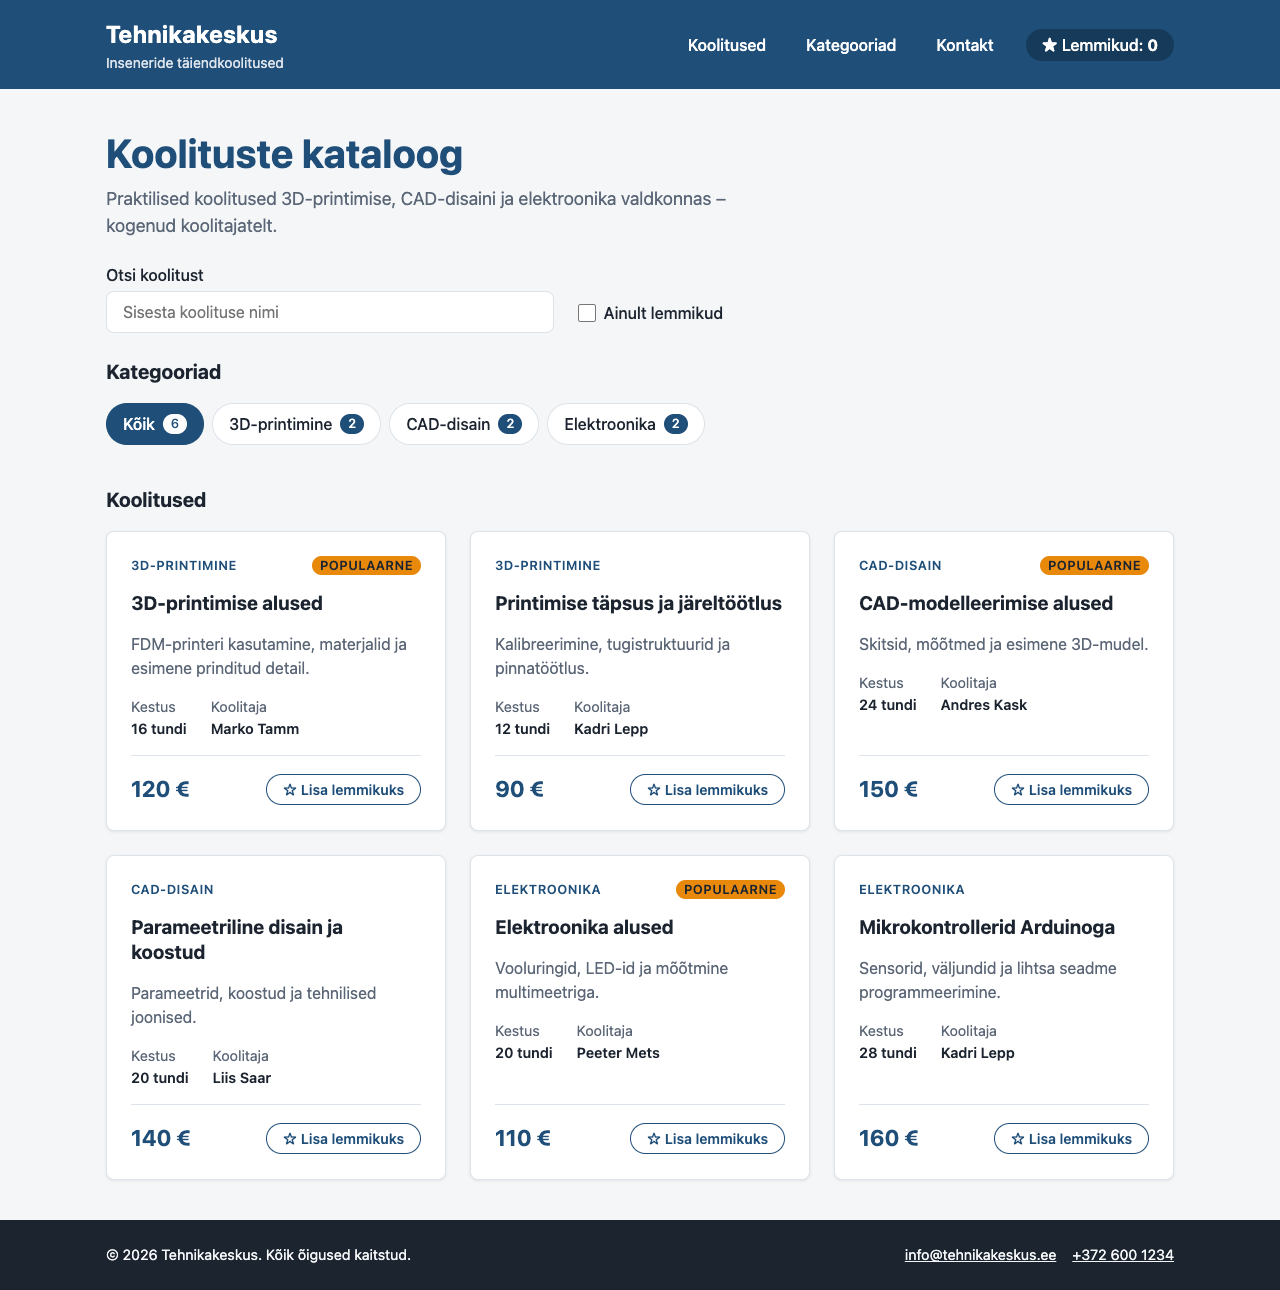 Tehnikakeskus
Inseneride täiendkoolitused
Koolitused
Kategooriad
Kontakt
★ Lemmikud: 0
Koolituste kataloog
Praktilised koolitused 3D-printimise, CAD-disaini ja elektroonika valdkonnas –
kogenud koolitajatelt.
Otsi koolitust
Sisesta koolituse nimi
Ainult lemmikud
Kategooriad
Kõik 6
3D-printimine 2
CAD-disain 2
Elektroonika 2
Koolitused
3D-PRINTIMINE
POPULAARNE
3D-printimise alused
FDM-printeri kasutamine, materjalid ja
esimene prinditud detail.
Kestus
16 tundi
Koolitaja
Marko Tamm
120 €
☆ Lisa lemmikuks
3D-PRINTIMINE
Printimise täpsus ja järeltöötlus
Kalibreerimine, tugistruktuurid ja
pinnatöötlus.
Kestus
12 tundi
Koolitaja
Kadri Lepp
90 €
☆ Lisa lemmikuks
CAD-DISAIN
POPULAARNE
CAD-modelleerimise alused
Skitsid, mõõtmed ja esimene 3D-mudel.
Kestus
24 tundi
Koolitaja
Andres Kask
150 €
☆ Lisa lemmikuks
CAD-DISAIN
Parameetriline disain ja
koostud
Parameetrid, koostud ja tehnilised
joonised.
Kestus
20 tundi
Koolitaja
Liis Saar
140 €
☆ Lisa lemmikuks
ELEKTROONIKA
POPULAARNE
Elektroonika alused
Vooluringid, LED-id ja mõõtmine
multimeetriga.
Kestus
20 tundi
Koolitaja
Peeter Mets
110 €
☆ Lisa lemmikuks
ELEKTROONIKA
Mikrokontrollerid Arduinoga
Sensorid, väljundid ja lihtsa seadme
programmeerimine.
Kestus
28 tundi
Koolitaja
Kadri Lepp
160 €
☆ Lisa lemmikuks
© 2026 Tehnikakeskus. Kõik õigused kaitstud.
info@tehnikakeskus.ee
+372 600 1234